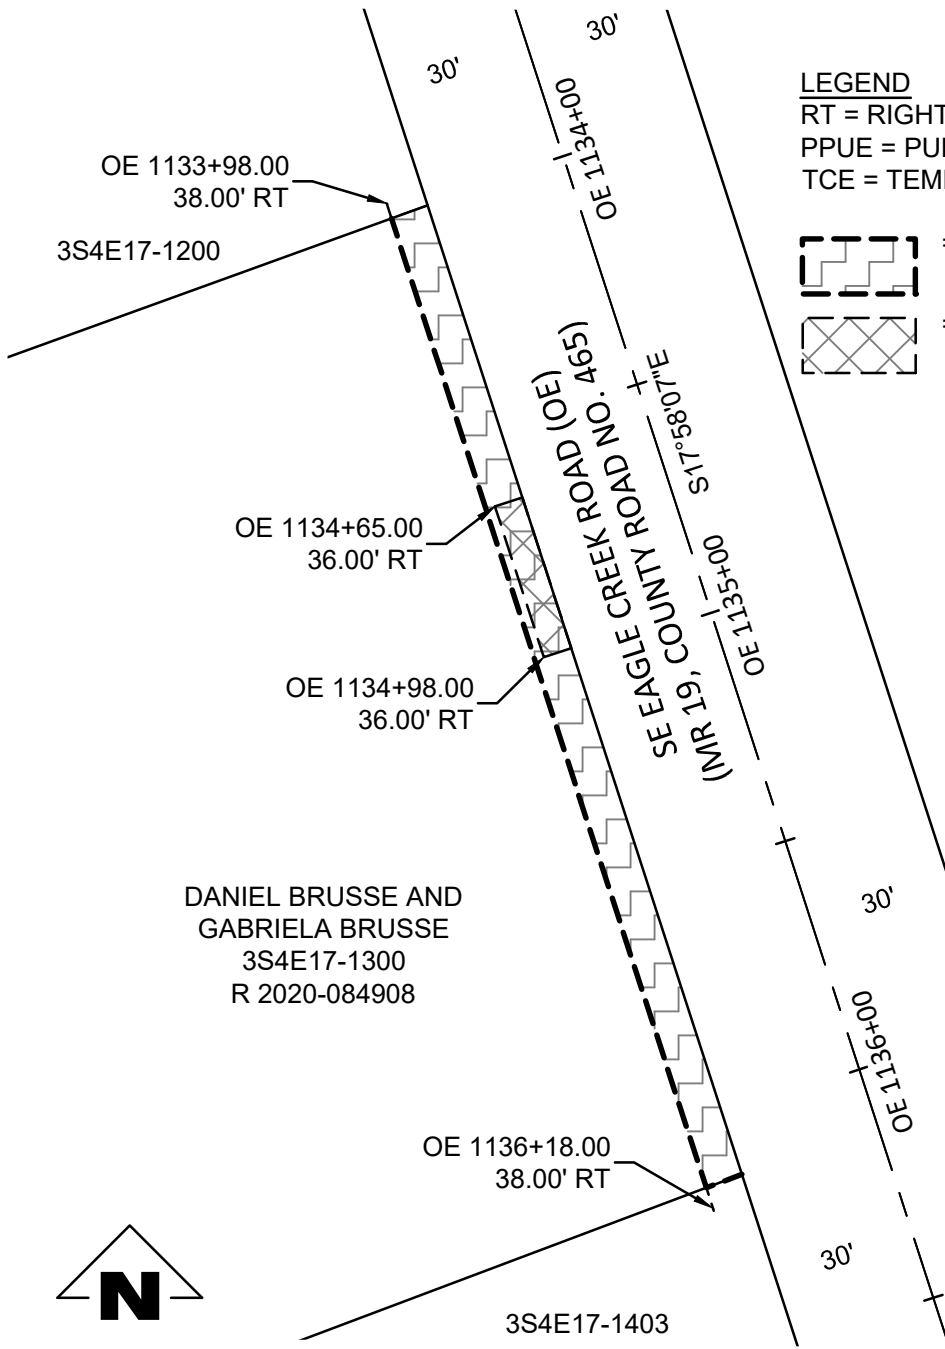 30'
30'
LEGEND
RT = RIGHT
PPUE =
TCE =
=
=
OE 1133+98.00
38.00' RT
3S4E17-1200
OE 1134+00
SE EAGLE CREEK ROAD (OE)
(MR 19, COUNTY ROAD NO. 465)
S17°58'07"E
OE 1134+65.00
36.00' RT
OE 1135+00
OE 1134+98.00
36.00' RT
DANIEL BRUSSE AND
GABRIELA BRUSSE
3S4E17-1300
R 2020-084908
30'
OE 1136+00
OE 1136+18.00
38.00' RT
30'
N
3S4E17-1403